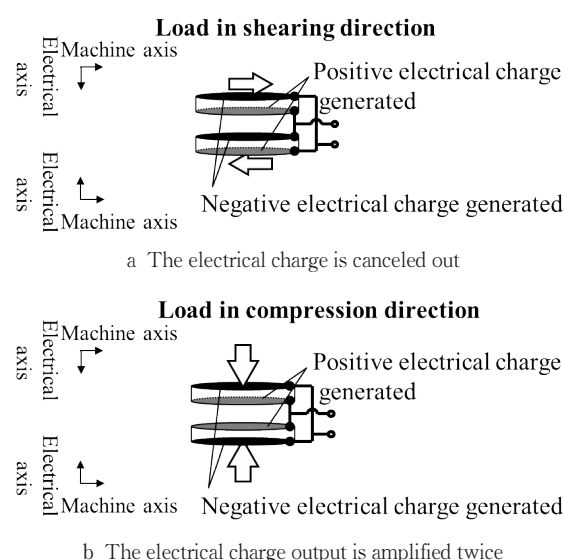 Load in shearing direction
Electrical
axis
Machine axis
Positive electrical charge
generated
Electrical
axis
Machine axis
Negative electrical charge generated
a The electrical charge is canceled out
Load in compression direction
Electrical
axis
Machine axis
Positive electrical charge
generated
Electrical
axis
Machine axis
Negative electrical charge generated
b The electrical charge output is amplified twice